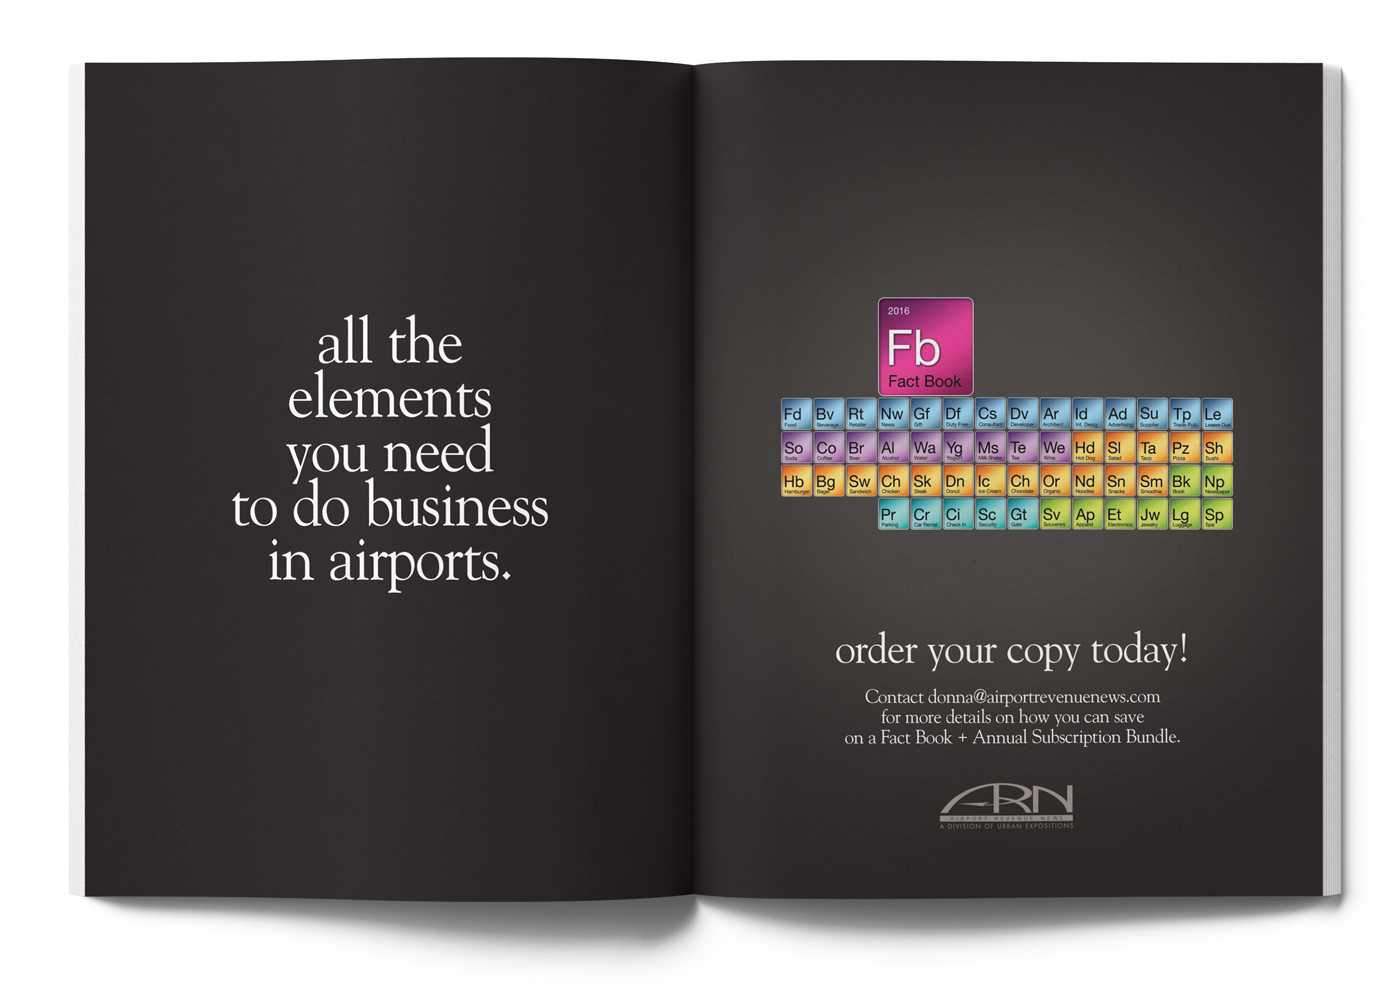 all the
elements
you need
to do business
in airports.
2016
Fb
Fact Book
Fd Bv Rt Nw Gf Df Cs Dv Ar Id Ad Su Tp Le
Food Beverage Retailer News Gift Duty Free Consultant Developer Architect Int. Desig. Advertising Supplier Trade Pub. Leases Due
So Co Br Al Wa Yg Ms Te We Hd Sl Ta Pz Sh
Soda Coffee Beer Alcohol Water Yogurt Milk Shake Tea Wine Hot Dog Salad Taco Pizza Sushi
Hb Bg Sw Ch Sk Dn Ic Ch Or Nd Sn Sm Bk Np
Hamburger Bagel Sandwich Chicken Steak Donut Ice Cream Chocolate Organic Noodles Snacks Smoothie Book Newspaper
Pr Cr Ci Sc Gt Sv Ap Et Jw Lg Sp
Parking Car Rental Check In Security Gate Souvenirs Apparel Electronics Jewelry Luggage Spa
order your copy today!
Contact donna@airportrevenuenews.com
for more details on how you can save
on a Fact Book + Annual Subscription Bundle.
ARN
AIRPORT REVENUE NEWS
A DIVISION OF URBAN EXPOSITIONS